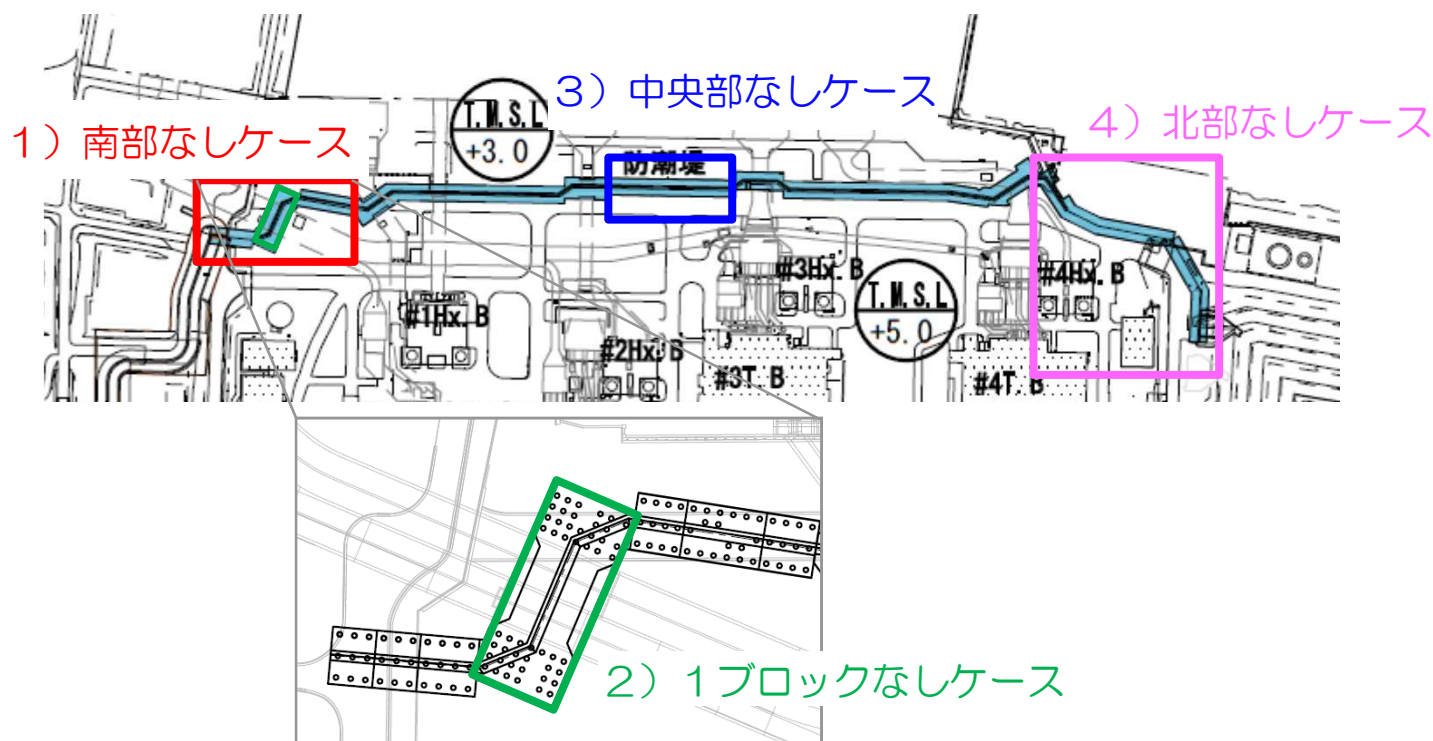 3）中央部なしケース
T.M.S.L
+3.0
4）北部なしケース
1）南部なしケース
防潮堤
#3Hx.B
#4Hx.B
T.M.S.L
+5.0
#1Hx.B
#2Hx.B
#3T.B
#4T.B
2）1ブロックなしケース